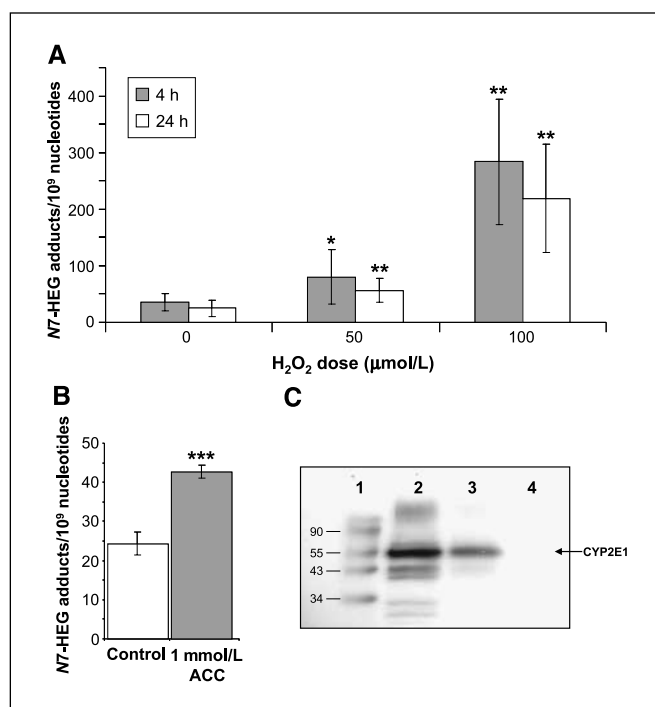 A
4 h
24 h
400
300
200
100
0
N7-HEG adducts/10⁹ nucleotides
** **
* **
0 50 100
H₂O₂ dose (μmol/L)
B
50
40
30
20
10
0
N7-HEG adducts/10⁹ nucleotides
***
Control 1 mmol/L
ACC
C
1 2 3 4
90
55
43
34
CYP2E1